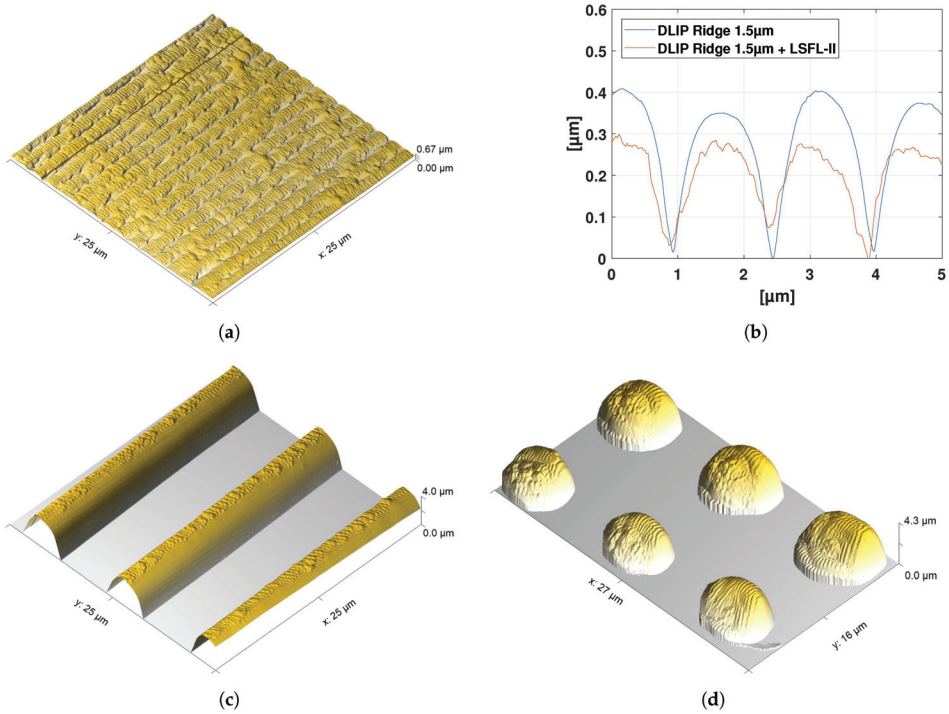 0.67 µm
0.00 µm
y: 25 µm
x: 25 µm
(a)
0.6
0.5
0.4
0.3
0.2
0.1
0
[µm]
DLIP Ridge 1.5µm
DLIP Ridge 1.5µm + LSFL-II
0 1 2 3 4 5
[µm]
(b)
4.0 µm
0.0 µm
y: 25 µm
x: 25 µm
(c)
4.3 µm
0.0 µm
x: 27 µm
y: 16 µm
(d)